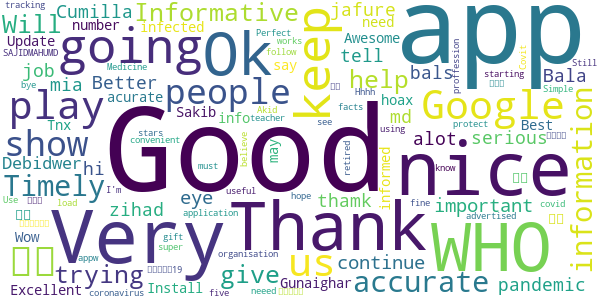 tracking
Cumilla
Informative
jafure
Will
need
app
number
infected
Awesome
Update
going
Ok
keep
tell
SAJIDMAHUMD
say
Perfect
works
follow
job
mia
Better
acurate
people
help
bals
Bala
play
Medicine
bye
Hhhh
hoax
proffession
Covit
starting
Still
Simple
Google
Good
show
Tnx
Sakib
info
Akid
teacher
facts
md
using
Best
Debidwer
hi
stars
convenient
see
alot
serious
protect
information
Timely
eye
may
believe
retired
informed
nice
Use
I'm
must
thamk
know
important
load
zihad
useful
hope
fine
advertised
covid
Very
Thank
WHO
Wow
application
gift
super
us
continue
appw
trying
give
organisation
Gunaighar
accurate
pandemic
Excellent
coronavirus
Install
five
neeed
19